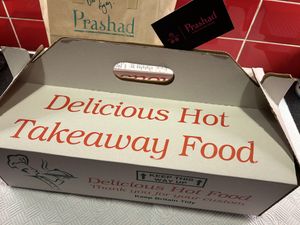 Prashad
Prashad
Delicious Hot
Takeaway Food
KEEP THIS
WAY UP
Delicious Hot Food
Thank you for your custom
Keep Britain Tidy